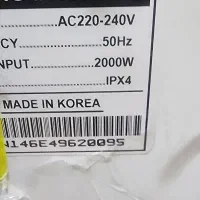 AC220-240V
CY 50Hz
NPUT 2000W
IPX4
MADE IN KOREA
N146E49620095